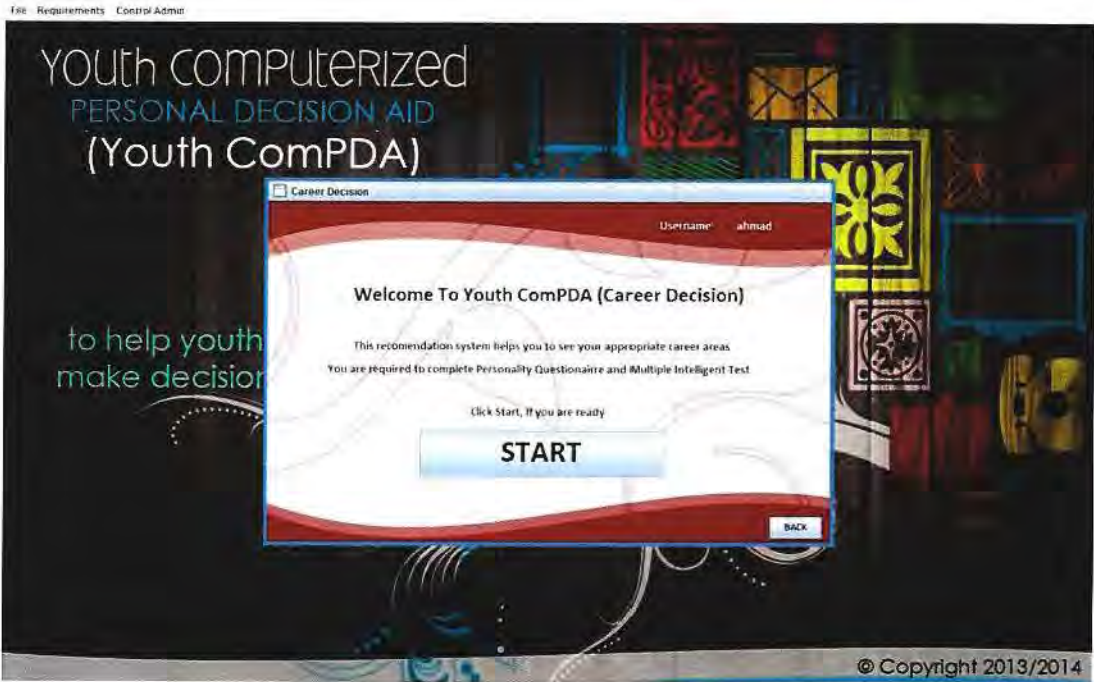 File Requirements Control Admin
Youth Computerized
PERSONAL DECISION AID
(Youth ComPDA)
Career Decision
Username ahmad
Welcome To Youth ComPDA (Career Decision)
to help youth
This recomendation system helps you to see your appropriate career areas
make decision
You are required to complete Personality Questionairre and Multiple Intelligent Test
Click Start, If you are ready
START
BACK
© Copyright 2013/2014